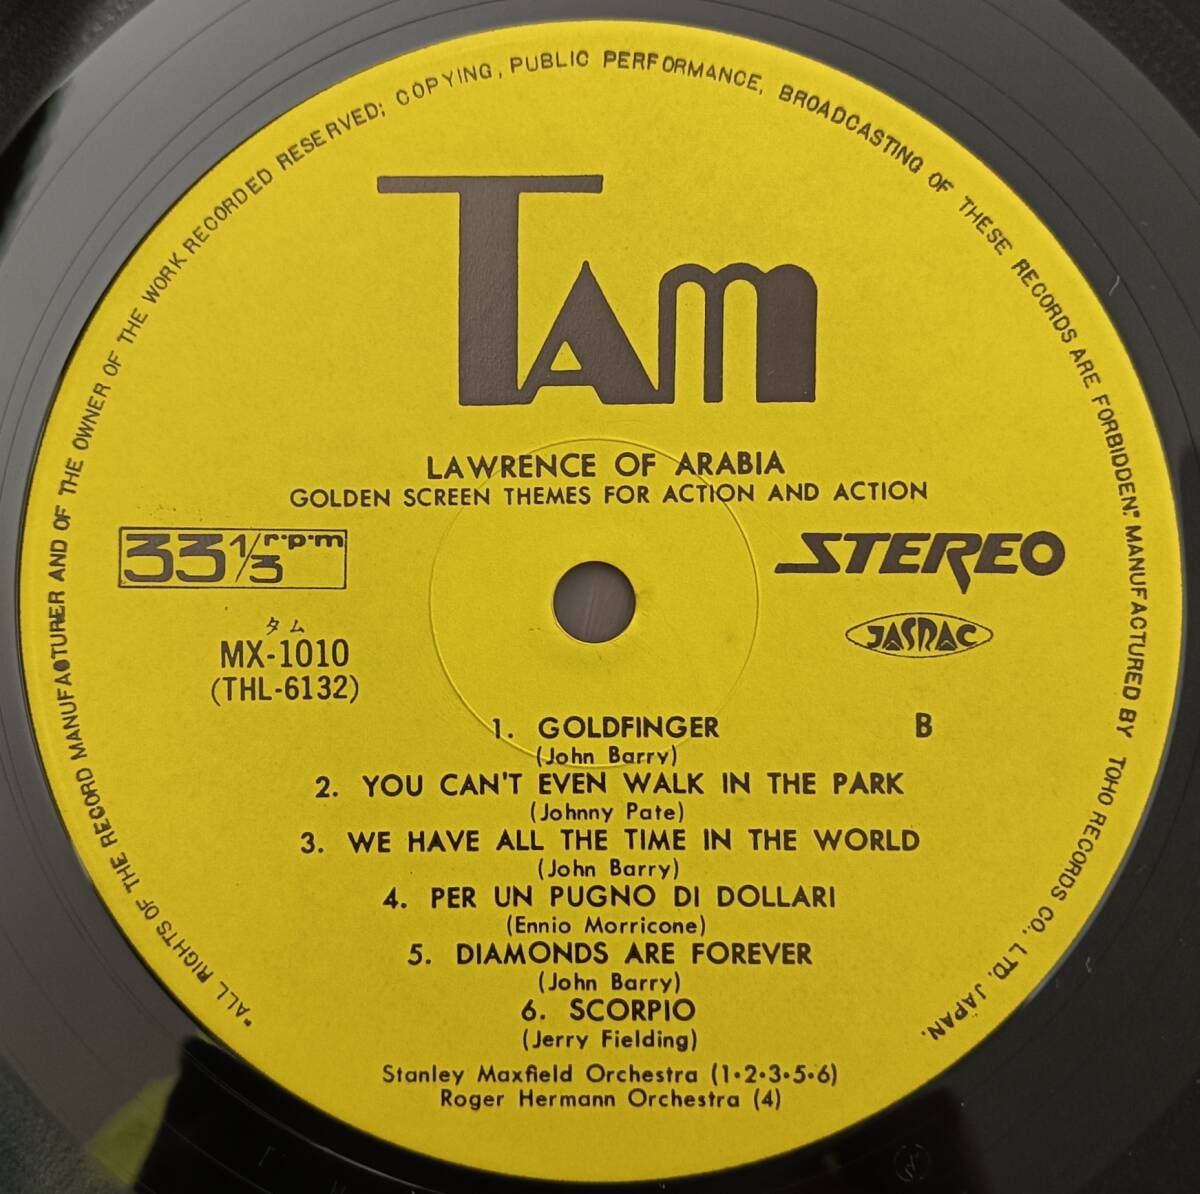 "ALL RIGHTS OF THE RECORD MANUFACTURER AND OF THE OWNER OF THE WORK RECORDED RESERVED; COPYING, PUBLIC PERFORMANCE, BROADCASTING OF THESE RECORDS ARE FORBIDDEN." MANUFACTURED BY TOHO RECORDS CO., LTD. JAPAN.
TAM
LAWRENCE OF ARABIA
GOLDEN SCREEN THEMES FOR ACTION AND ACTION
33 1/3 r·p·m
STEREO
タム
MX-1010
(THL-6132)
JASRAC
B
1. GOLDFINGER
(John Barry)
2. YOU CAN'T EVEN WALK IN THE PARK
(Johnny Pate)
3. WE HAVE ALL THE TIME IN THE WORLD
(John Barry)
4. PER UN PUGNO DI DOLLARI
(Ennio Morricone)
5. DIAMONDS ARE FOREVER
(John Barry)
6. SCORPIO
(Jerry Fielding)
Stanley Maxfield Orchestra (1·2·3·5·6)
Roger Hermann Orchestra (4)